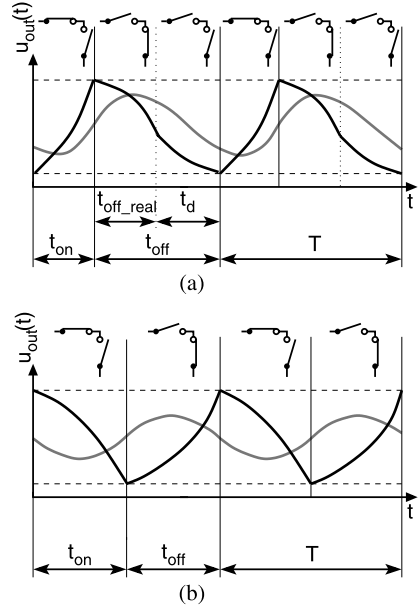 u_out(t)
t
t_off_real
t_d
t_on
t_off
T
(a)
u_out(t)
t
t_on
t_off
T
(b)